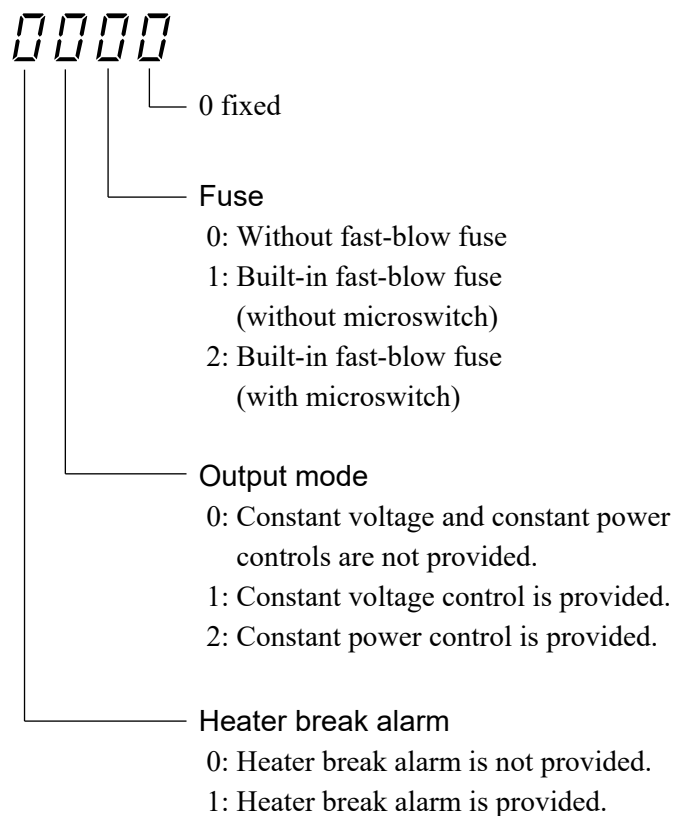 0000
0 fixed
Fuse
0: Without fast-blow fuse
1: Built-in fast-blow fuse
(without microswitch)
2: Built-in fast-blow fuse
(with microswitch)
Output mode
0: Constant voltage and constant power
controls are not provided.
1: Constant voltage control is provided.
2: Constant power control is provided.
Heater break alarm
0: Heater break alarm is not provided.
1: Heater break alarm is provided.